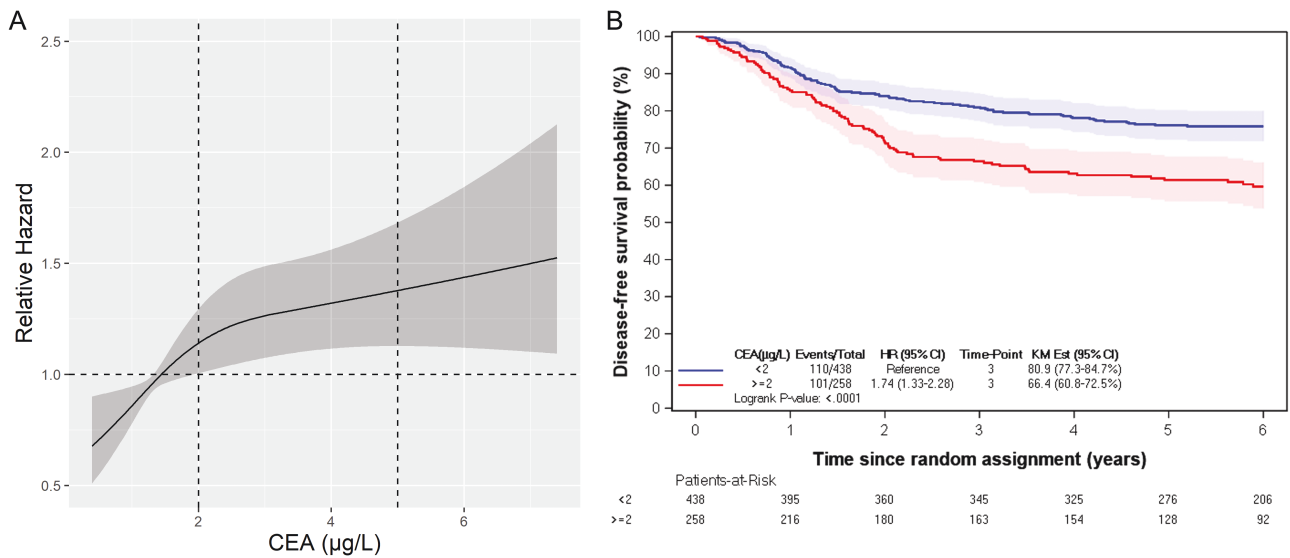 A
2.5
2.0
1.5
1.0
0.5
Relative Hazard
2
4
6
CEA (µg/L)
B
100
90
80
70
60
50
40
30
20
10
0
Disease-free survival probability (%)
CEA(µg/L) Events/Total HR (95% CI) Time-Point KM Est (95% CI)
<2 110/438 Reference 3 80.9 (77.3-84.7%)
>=2 101/258 1.74 (1.33-2.28) 3 66.4 (60.8-72.5%)
Logrank P-value: <.0001
0 1 2 3 4 5 6
Time since random assignment (years)
Patients-at-Risk
<2 438 395 360 345 325 276 206
>=2 258 216 180 163 154 128 92